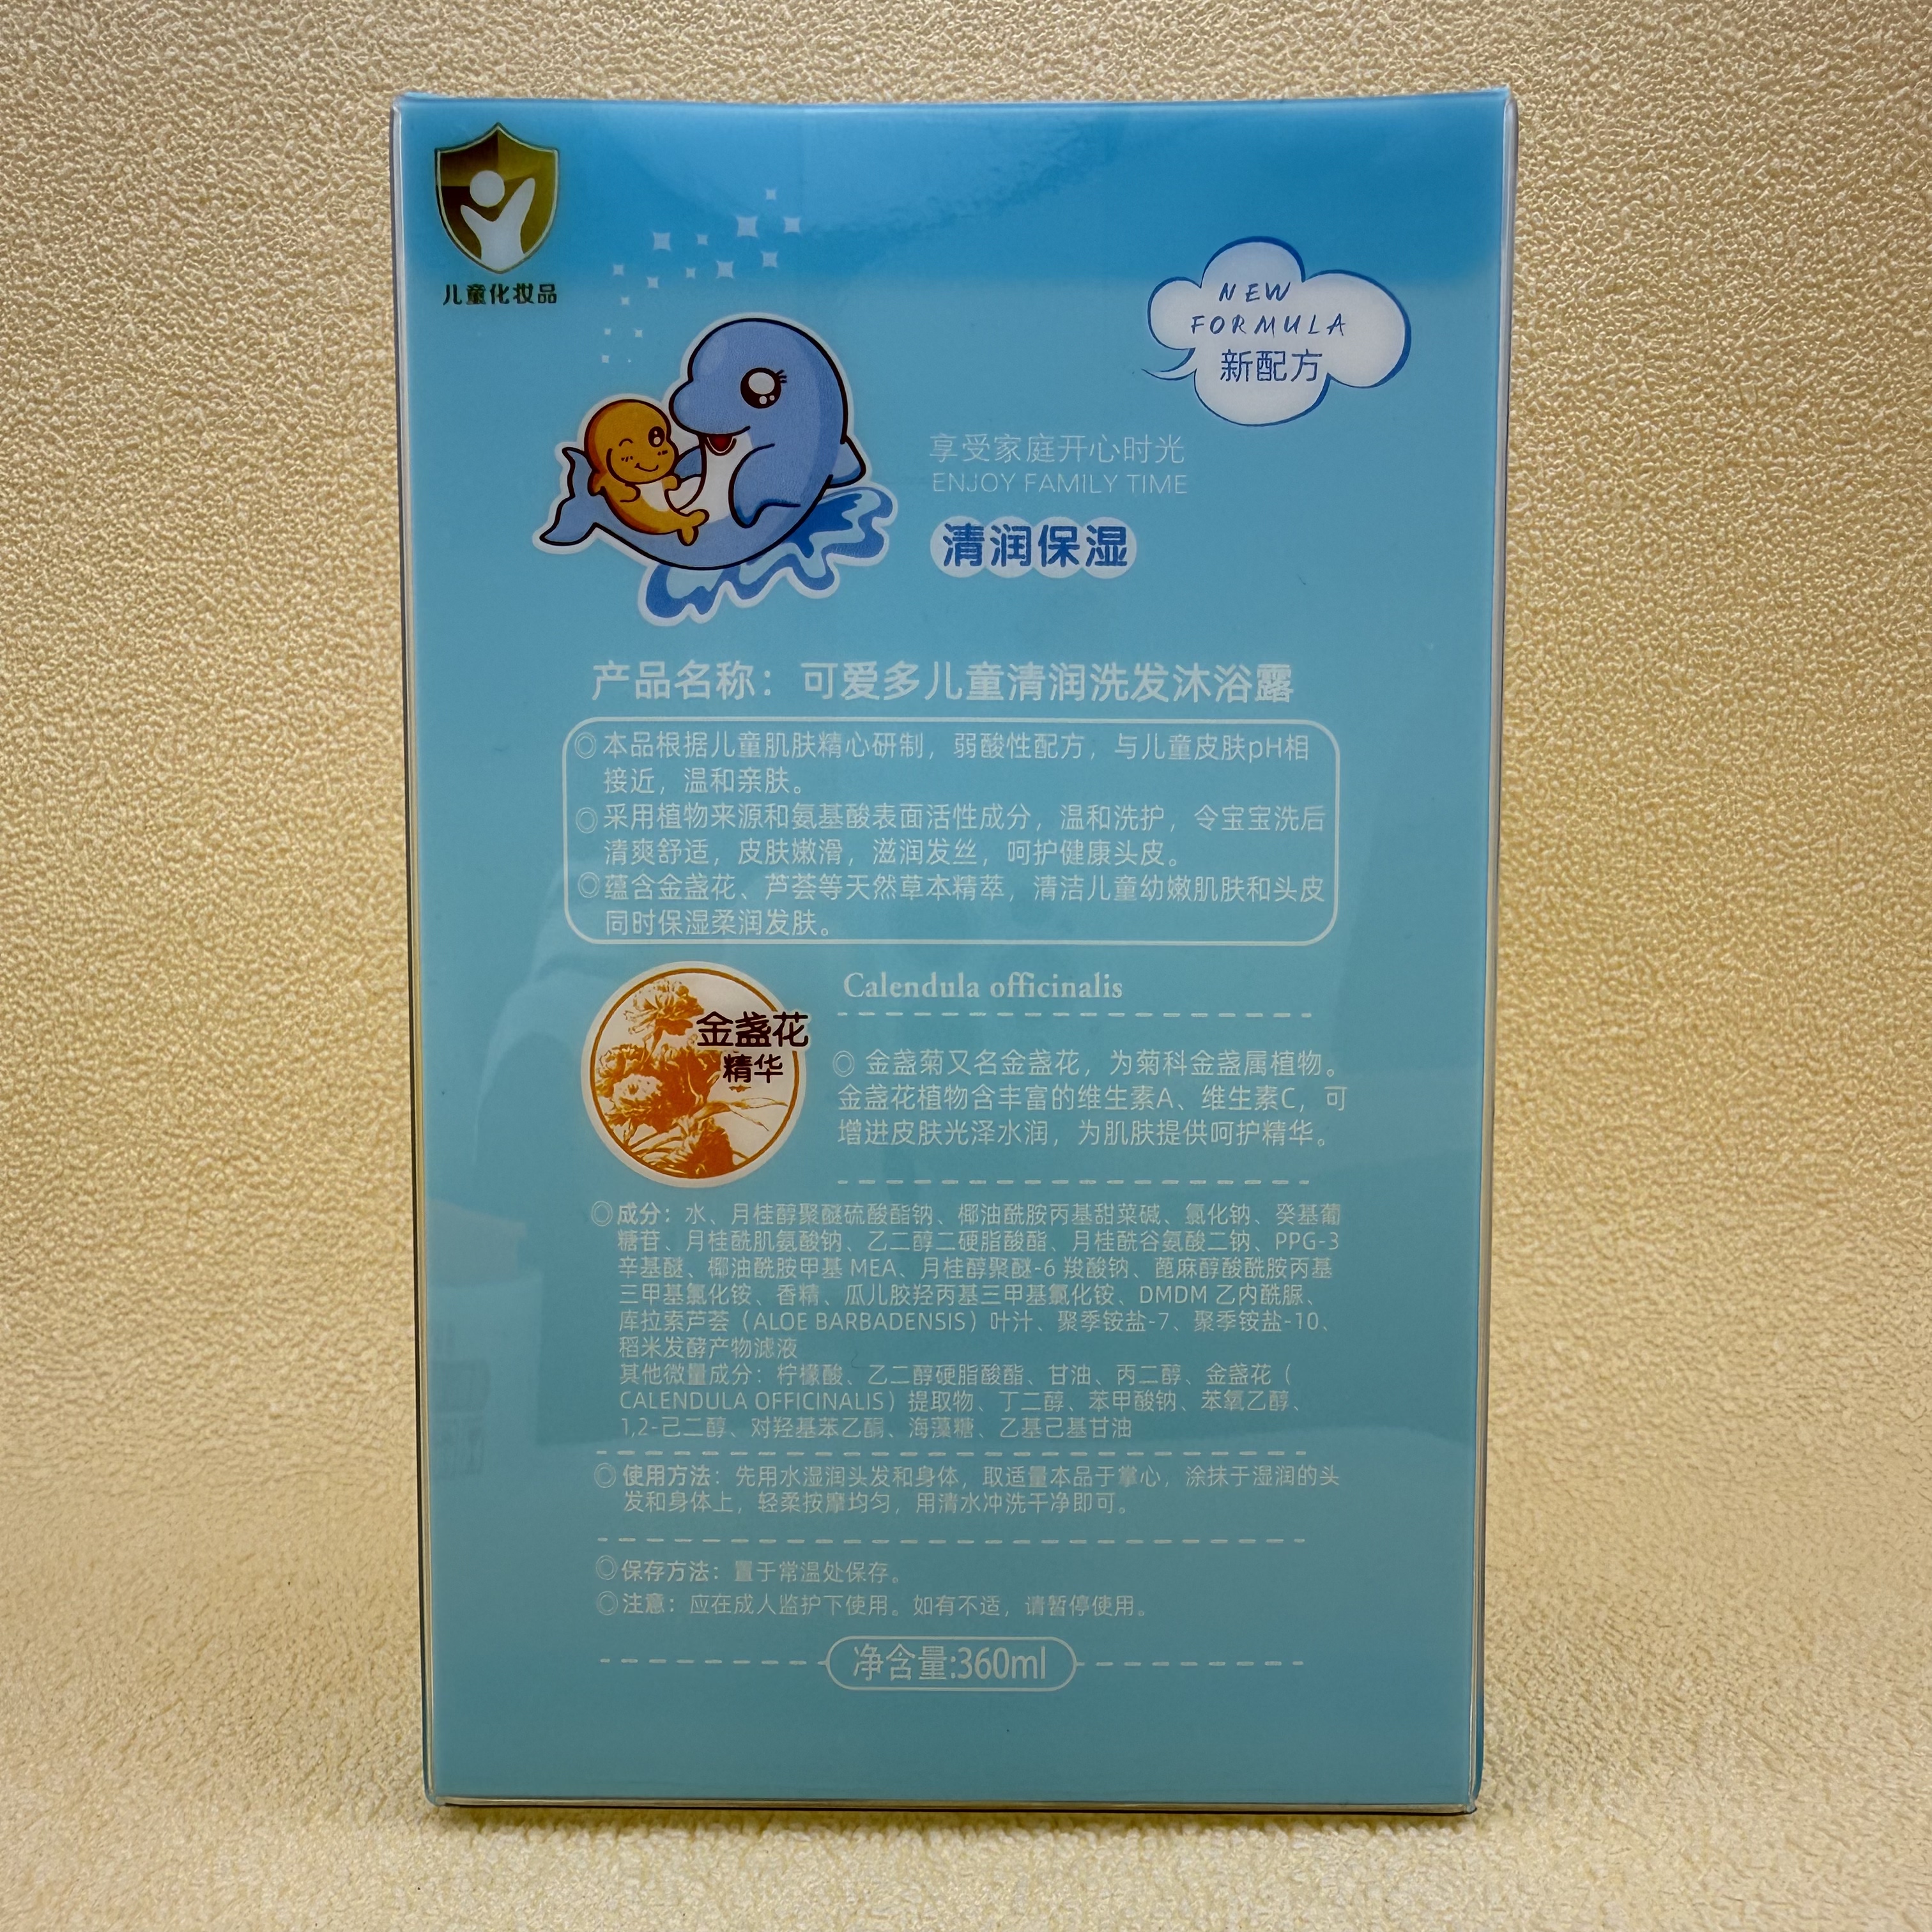 儿童化妆品
NEW
FORMULA
新配方
享受家庭开心时光
ENJOY FAMILY TIME
清润保湿
产品名称：可爱多儿童清润洗发沐浴露
◎本品根据儿童肌肤精心研制，弱酸性配方，与儿童皮肤pH相
接近，温和亲肤。
◎采用植物来源和氨基酸表面活性成分，温和洗护，令宝宝洗后
清爽舒适，皮肤嫩滑，滋润发丝，呵护健康头皮。
◎蕴含金盏花、芦荟等天然草本精萃，清洁儿童幼嫩肌肤和头皮
同时保湿柔润发肤。
Calendula officinalis
金盏花
精华
◎ 金盏菊又名金盏花，为菊科金盏属植物。
金盏花植物含丰富的维生素A、维生素C，可
增进皮肤光泽水润，为肌肤提供呵护精华。
◎成分：水、月桂醇聚醚硫酸酯钠、椰油酰胺丙基甜菜碱、氯化钠、癸基葡
糖苷、月桂酰肌氨酸钠、乙二醇二硬脂酸酯、月桂酰谷氨酸二钠、PPG-3
辛基醚、椰油酰胺甲基 MEA、月桂醇聚醚-6 羧酸钠、蓖麻醇酸酰胺丙基
三甲基氯化铵、香精、瓜儿胶羟丙基三甲基氯化铵、DMDM 乙内酰脲、
库拉索芦荟（ALOE BARBADENSIS）叶汁、聚季铵盐-7、聚季铵盐-10、
稻米发酵产物滤液
其他微量成分：柠檬酸、乙二醇硬脂酸酯、甘油、丙二醇、金盏花（
CALENDULA OFFICINALIS）提取物、丁二醇、苯甲酸钠、苯氧乙醇、
1,2-己二醇、对羟基苯乙酮、海藻糖、乙基己基甘油
◎使用方法：先用水湿润头发和身体，取适量本品于掌心，涂抹于湿润的头
发和身体上，轻柔按摩均匀，用清水冲洗干净即可。
◎保存方法：置于常温处保存。
◎注意：应在成人监护下使用。如有不适，请暂停使用。
净含量:360ml